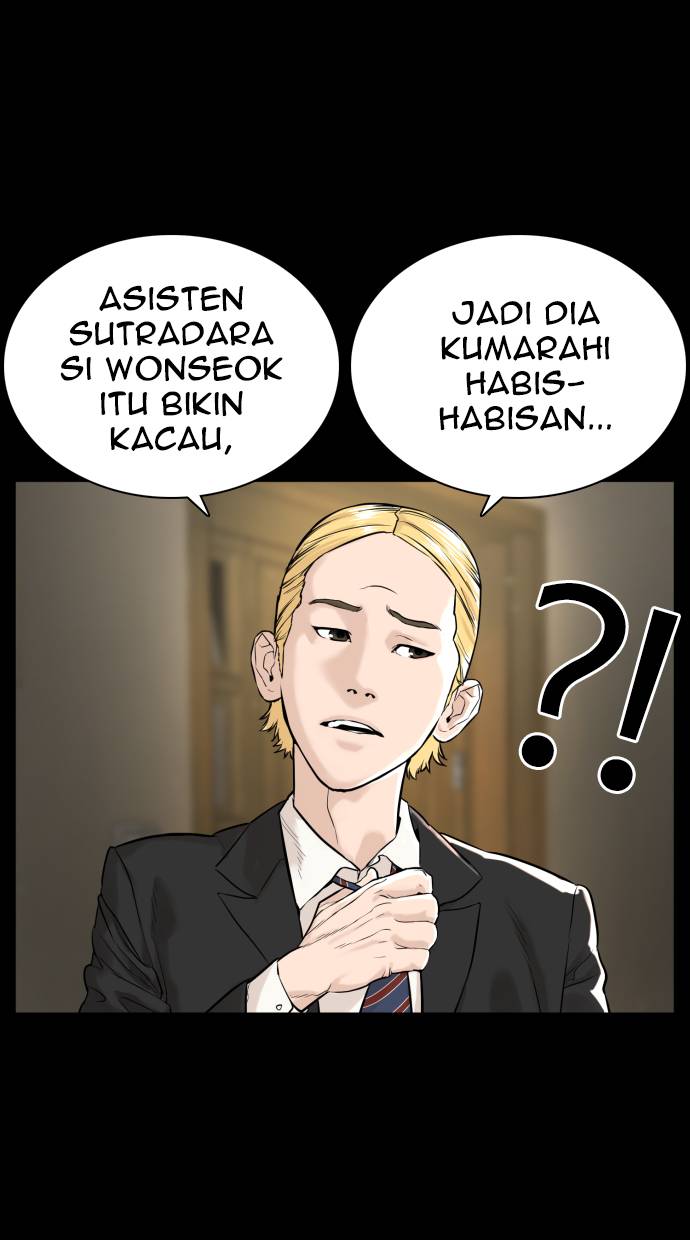 ASISTEN
SUTRADARA
SI WONSEOK
ITU BIKIN
KACAU,
JADI DIA
KUMARAHI
HABIS-
HABISAN...
?!